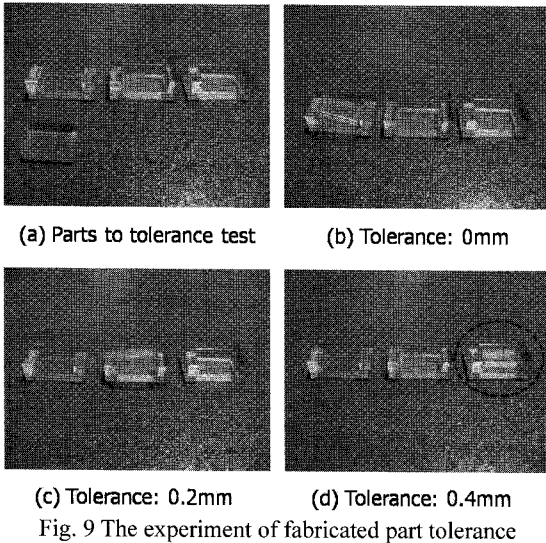 (a) Parts to tolerance test
(b) Tolerance: 0mm
(c) Tolerance: 0.2mm
(d) Tolerance: 0.4mm
Fig. 9 The experiment of fabricated part tolerance